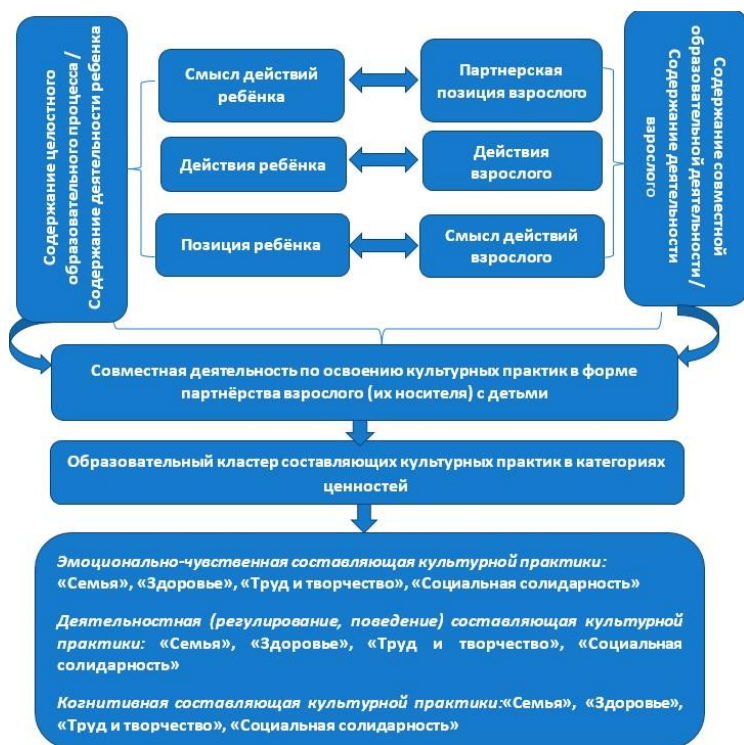 Содержание целостного
образовательного процесса /
Содержание деятельности ребенка
Смысл действий
ребёнка
Партнерская
позиция взрослого
Действия ребёнка
Действия
взрослого
Позиция ребёнка
Смысл действий
взрослого
Содержание совместной
образовательной деятельности /
Содержание деятельности
взрослого
Совместная деятельность по освоению культурных практик в форме
партнёрства взрослого (их носителя) с детьми
Образовательный кластер составляющих культурных практик в категориях
ценностей
Эмоционально-чувственная составляющая культурной практики:
«Семья», «Здоровье», «Труд и творчество», «Социальная солидарность»
Деятельностная (регулирование, поведение) составляющая культурной
практики: «Семья», «Здоровье», «Труд и творчество», «Социальная
солидарность»
Когнитивная составляющая культурной практики:«Семья», «Здоровье»,
«Труд и творчество», «Социальная солидарность»